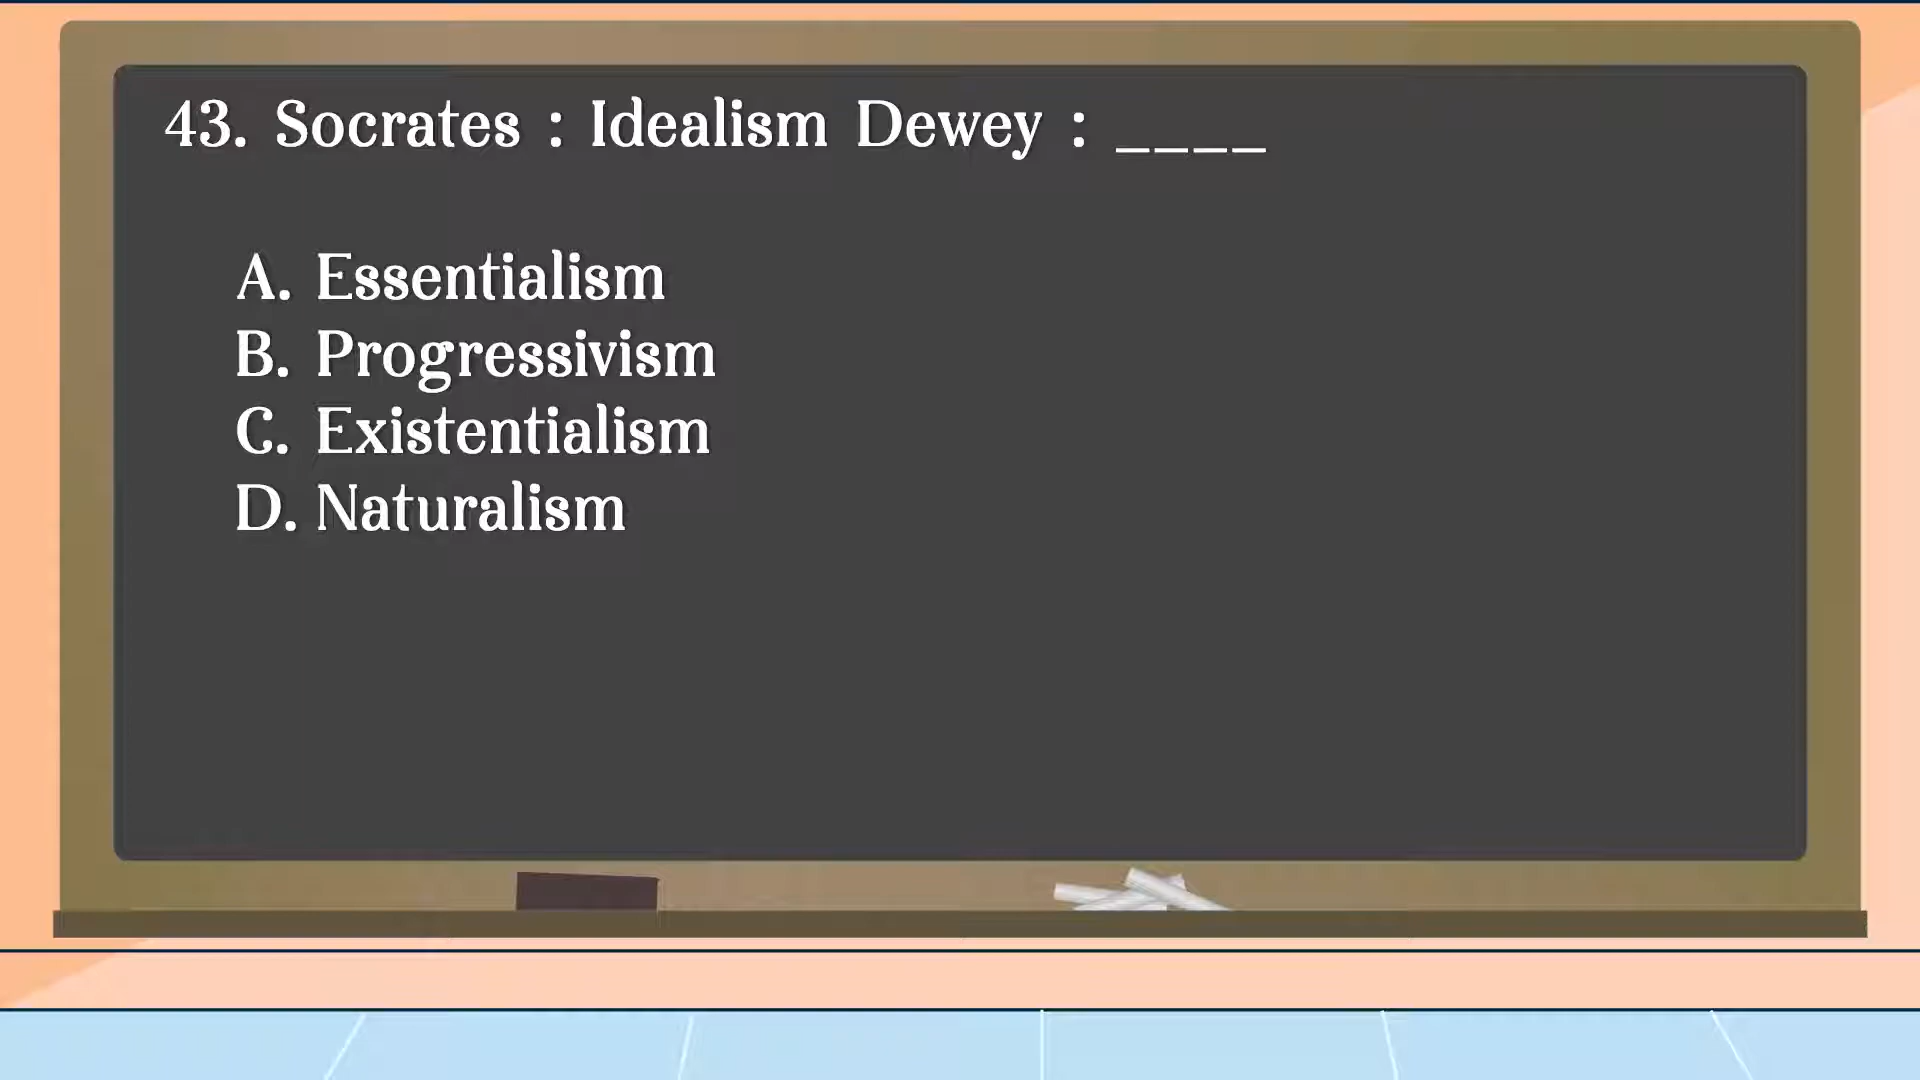 43. Socrates : Idealism Dewey : ____
A. Essentialism
B. Progressivism
C. Existentialism
D. Naturalism